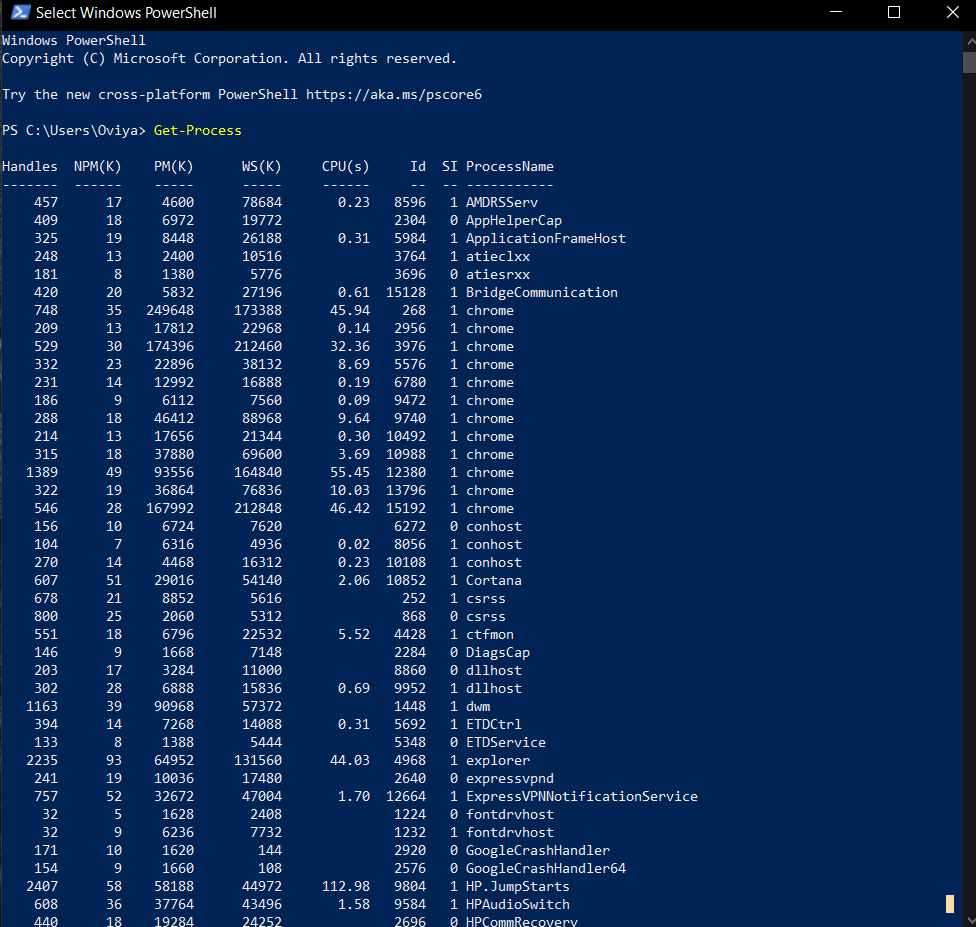 Select Windows PowerShell
Windows PowerShell
Copyright (C) Microsoft Corporation. All rights reserved.
Try the new cross-platform PowerShell https://aka.ms/pscore6
PS C:\Users\Oviya> Get-Process
Handles  NPM(K)    PM(K)      WS(K)     CPU(s)     Id  SI ProcessName
-------  ------    -----      -----     ------     --  -- -----------
    457      17     4600      78684       0.23   8596   1 AMDRSServ
    409      18     6972      19772              2304   0 AppHelperCap
    325      19     8448      26188       0.31   5984   1 ApplicationFrameHost
    248      13     2400      10516              3764   1 atieclxx
    181       8     1380       5776              3696   0 atiesrxx
    420      20     5832      27196       0.61  15128   1 BridgeCommunication
    748      35   249648     173388      45.94    268   1 chrome
    209      13    17812      22968       0.14   2956   1 chrome
    529      30   174396     212460      32.36   3976   1 chrome
    332      23    22896      38132       8.69   5576   1 chrome
    231      14    12992      16888       0.19   6780   1 chrome
    186       9     6112       7560       0.09   9472   1 chrome
    288      18    46412      88968       9.64   9740   1 chrome
    214      13    17656      21344       0.30  10492   1 chrome
    315      18    37880      69600       3.69  10988   1 chrome
   1389      49    93556     164840      55.45  12380   1 chrome
    322      19    36864      76836      10.03  13796   1 chrome
    546      28   167992     212848      46.42  15192   1 chrome
    156      10     6724       7620              6272   0 conhost
    104       7     6316       4936       0.02   8056   1 conhost
    270      14     4468      16312       0.23  10108   1 conhost
    607      51    29016      54140       2.06  10852   1 Cortana
    678      21     8852       5616               252   1 csrss
    800      25     2060       5312               868   0 csrss
    551      18     6796      22532       5.52   4428   1 ctfmon
    146       9     1668       7148              2284   0 DiagsCap
    203      17     3284      11000              8860   0 dllhost
    302      28     6888      15836       0.69   9952   1 dllhost
   1163      39    90968      57372              1448   1 dwm
    394      14     7268      14088       0.31   5692   1 ETDCtrl
    133       8     1388       5444              5348   0 ETDService
   2235      93    64952     131560      44.03   4968   1 explorer
    241      19    10036      17480              2640   0 expressvpnd
    757      52    32672      47004       1.70  12664   1 ExpressVPNNotificationService
     32       5     1628       2408              1224   0 fontdrvhost
     32       9     6236       7732              1232   1 fontdrvhost
    171      10     1620        144              2920   0 GoogleCrashHandler
    154       9     1660        108              2576   0 GoogleCrashHandler64
   2407      58    58188      44972     112.98   9804   1 HP.JumpStarts
    608      36    37764      43496       1.58   9584   1 HPAudioSwitch
    440      18    19284      24252              2696   0 HPCommRecovery